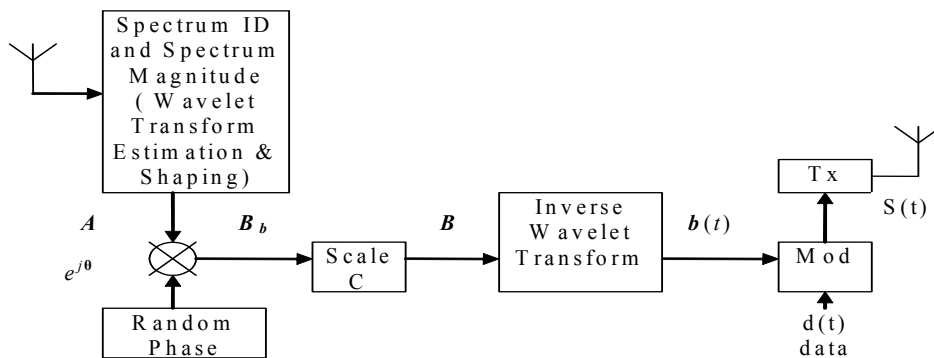 Spectrum ID
and Spectrum
Magnitude
( Wavelet
Transform
Estimation &
Shaping)
A
e^{jθ}
B_b
Random
Phase
Scale
C
B
Inverse
Wavelet
Transform
b(t)
Tx
S(t)
Mod
d(t)
data